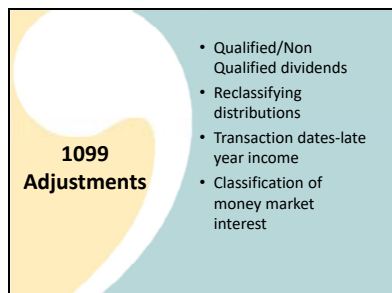 1099
Adjustments
• Qualified/Non
Qualified dividends
• Reclassifying
distributions
• Transaction dates-late
year income
• Classification of
money market
interest